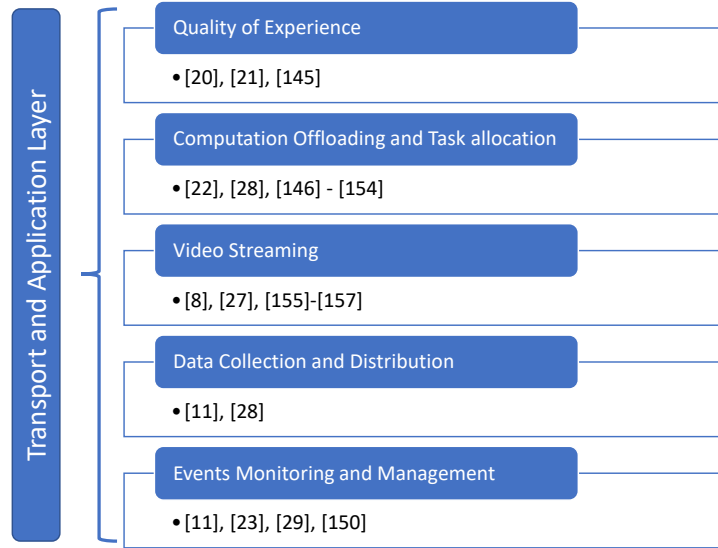 Transport and Application Layer
Quality of Experience
• [20], [21], [145]
Computation Offloading and Task allocation
• [22], [28], [146] - [154]
Video Streaming
• [8], [27], [155]-[157]
Data Collection and Distribution
• [11], [28]
Events Monitoring and Management
• [11], [23], [29], [150]